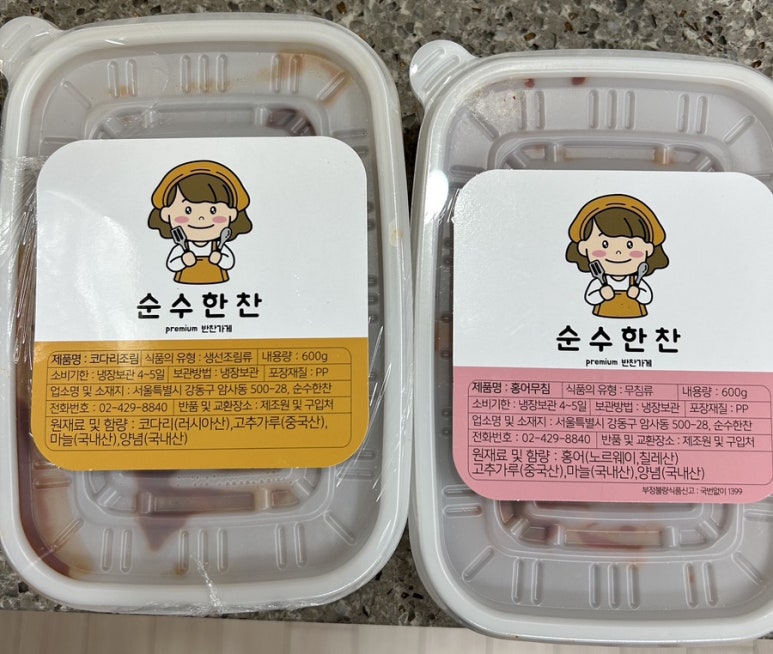 순수한찬
premium 반찬가게
제품명 : 코다리조림 식품의 유형 : 생선조림류 내용량 : 600g
소비기한 : 냉장보관 4~5일 보관방법 : 냉장보관 포장재질 : PP
업소명 및 소재지 : 서울특별시 강동구 암사동 500-28, 순수한찬
전화번호 : 02-429-8840 반품 및 교환장소 : 제조원 및 구입처
원재료 및 함량 : 코다리(러시아산),고추가루(중국산),
마늘(국내산),양념(국내산)
순수한찬
premium 반찬가게
제품명 : 홍어무침 식품의 유형 : 무침류 내용량 : 600g
소비기한 : 냉장보관 4~5일 보관방법 : 냉장보관 포장재질 : PP
업소명 및 소재지 : 서울특별시 강동구 암사동 500-28, 순수한찬
전화번호 : 02-429-8840 반품 및 교환장소 : 제조원 및 구입처
원재료 및 함량 : 홍어(노르웨이,칠레산)
고추가루(중국산),마늘(국내산),양념(국내산)
부정불량식품신고 : 국번없이 1399